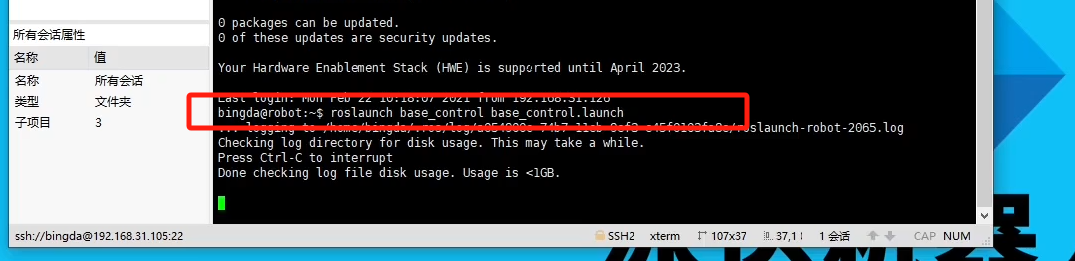 所有会话属性
名称 值
名称 所有会话
类型 文件夹
子项目 3
0 packages can be updated.
0 of these updates are security updates.
Your Hardware Enablement Stack (HWE) is supported until April 2023.
Last login: Mon Feb 22 10:18:07 2021 from 192.168.31.126
bingda@robot:~$ roslaunch base_control base_control.launch
... logging to /home/bingda/.ros/log/
roslaunch-robot-2065.log
Checking log directory for disk usage. This may take a while.
Press Ctrl-C to interrupt
Done checking log file disk usage. Usage is <1GB.
ssh://bingda@192.168.31.105:22 SSH2 xterm 107x37 37,1 1 会话 CAP NUM
机器人